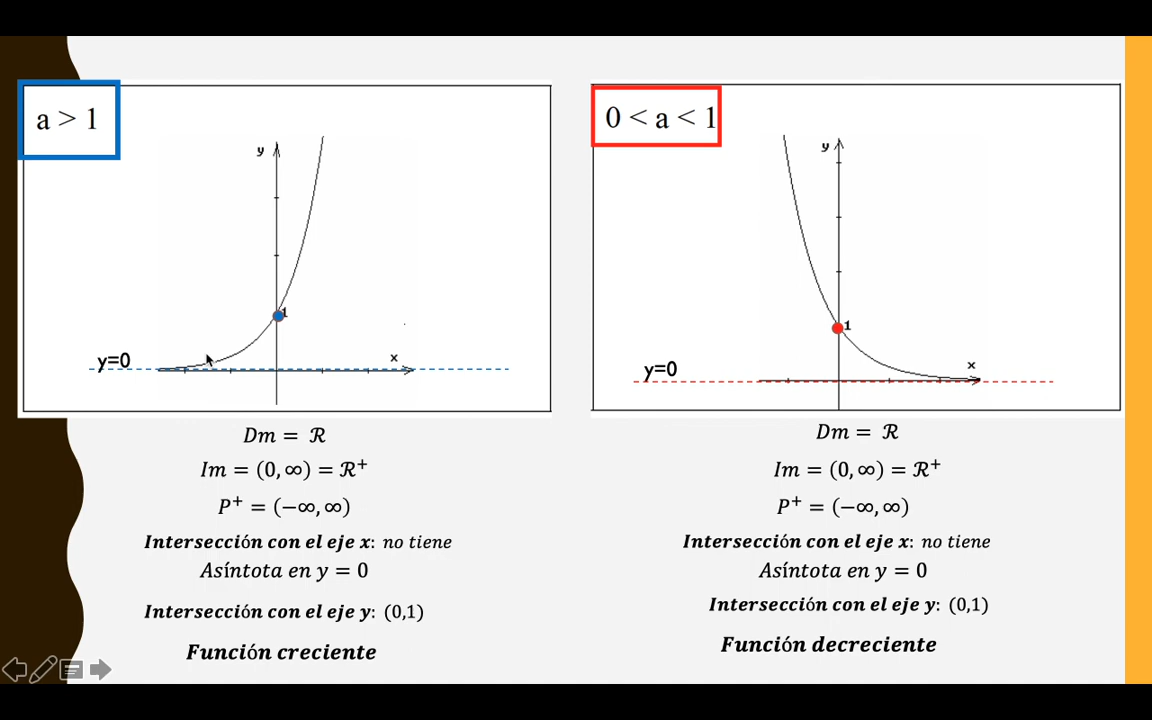 a > 1
y
1
y=0
x
Dm = ℛ
Im = (0, ∞) = ℛ⁺
P⁺ = (−∞, ∞)
Intersección con el eje x: no tiene
Asíntota en y = 0
Intersección con el eje y: (0,1)
Función creciente
0 < a < 1
y
1
y=0
x
Dm = ℛ
Im = (0, ∞) = ℛ⁺
P⁺ = (−∞, ∞)
Intersección con el eje x: no tiene
Asíntota en y = 0
Intersección con el eje y: (0,1)
Función decreciente